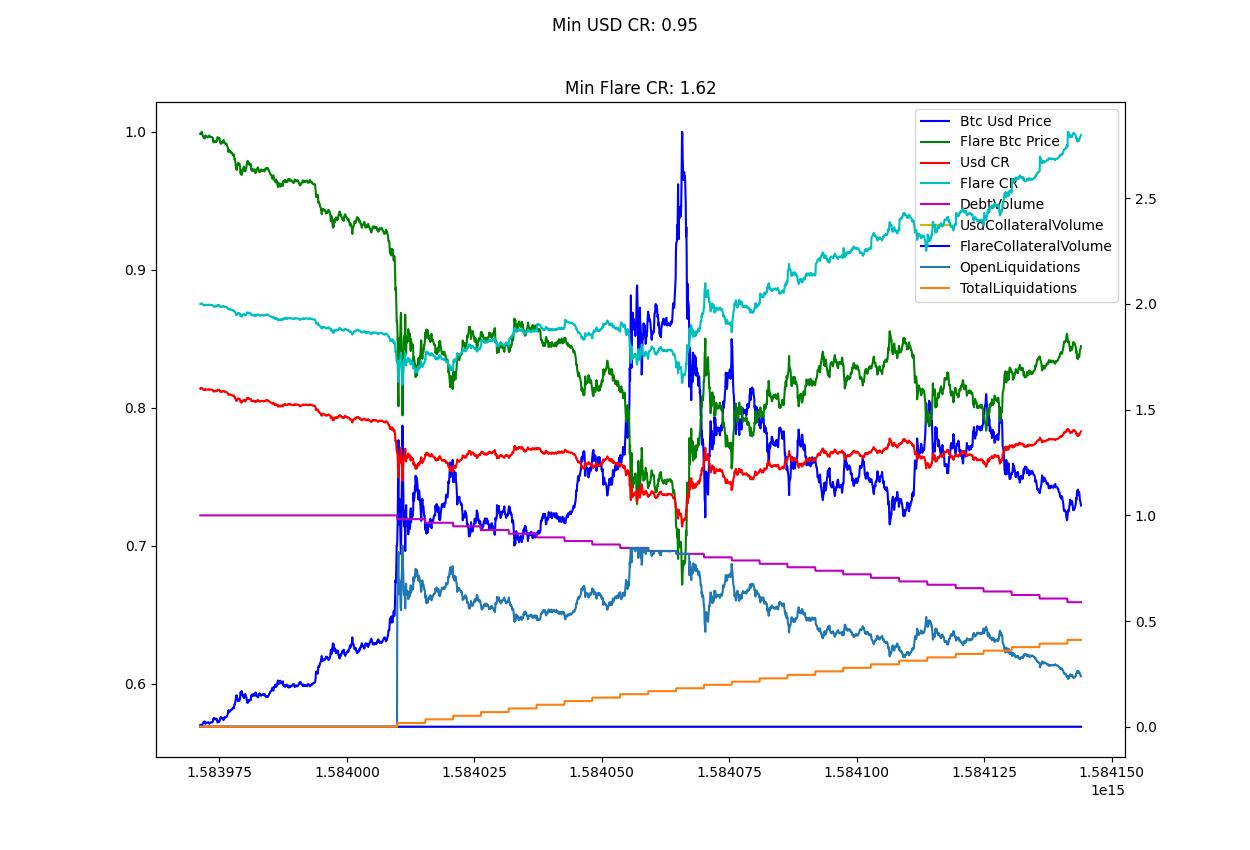 Min USD CR: 0.95
Min Flare CR: 1.62
Btc Usd Price
Flare Btc Price
Usd CR
Flare CR
DebtVolume
UsdCollateralVolume
FlareCollateralVolume
OpenLiquidations
TotalLiquidations
1.0
0.9
0.8
0.7
0.6
2.5
2.0
1.5
1.0
0.5
0.0
1.583975 1.584000 1.584025 1.584050 1.584075 1.584100 1.584125 1.584150
1e15